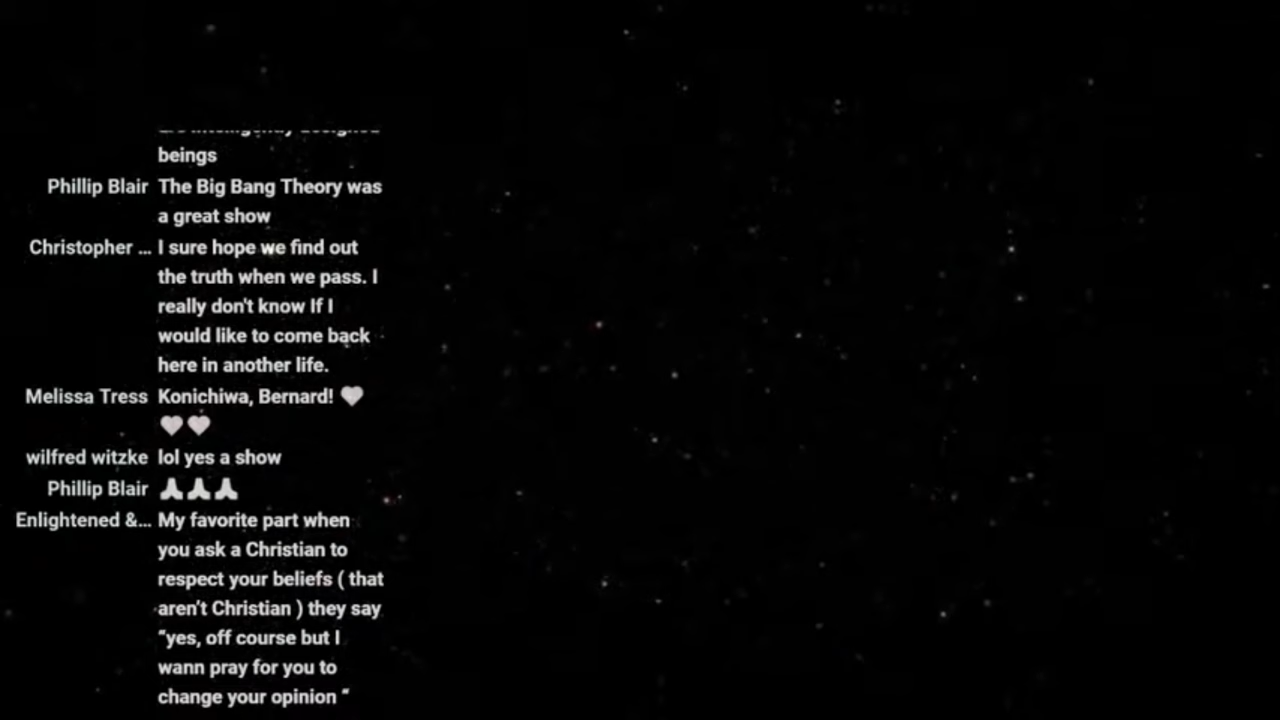 are intelligently designed
beings
Phillip Blair The Big Bang Theory was
a great show
Christopher ... I sure hope we find out
the truth when we pass. I
really don't know If I
would like to come back
here in another life.
Melissa Tress Konichiwa, Bernard! 🤍
🤍🤍
wilfred witzke lol yes a show
Phillip Blair 🙏🙏🙏
Enlightened &... My favorite part when
you ask a Christian to
respect your beliefs ( that
aren't Christian ) they say
“yes, off course but I
wann pray for you to
change your opinion “